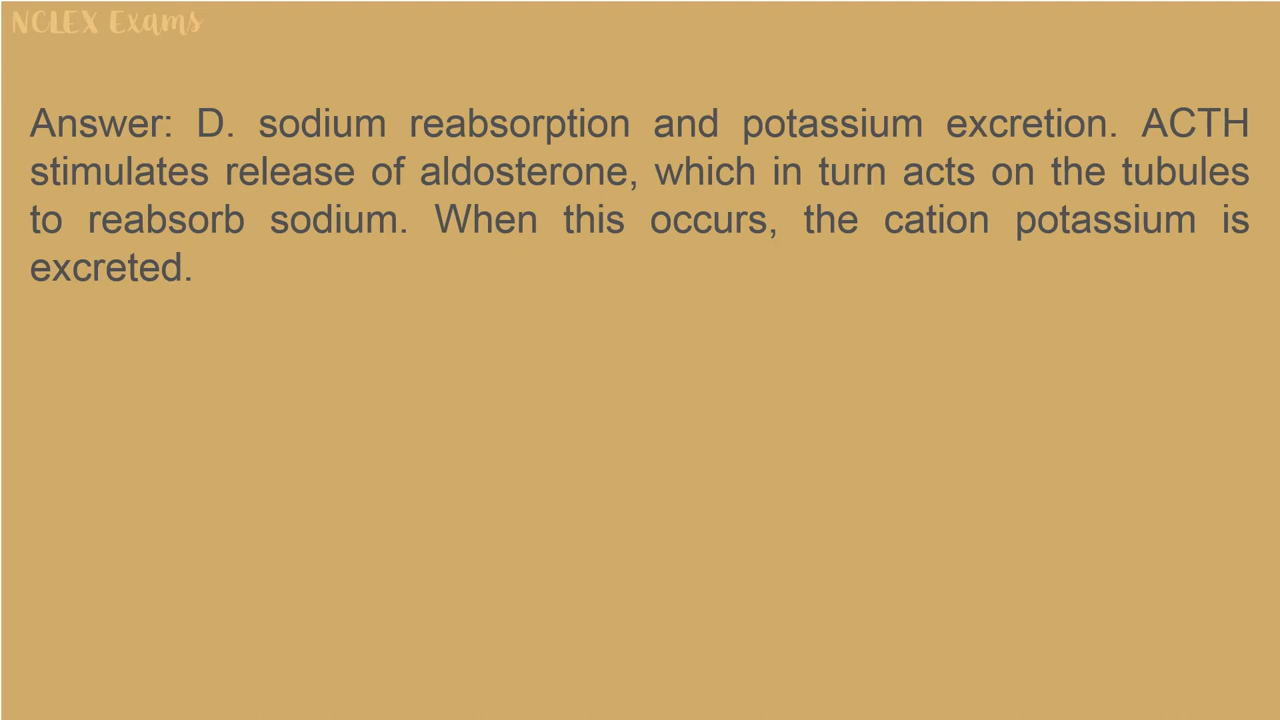 NCLEX Exams
Answer: D. sodium reabsorption and potassium excretion. ACTH
stimulates release of aldosterone, which in turn acts on the tubules
to reabsorb sodium. When this occurs, the cation potassium is
excreted.